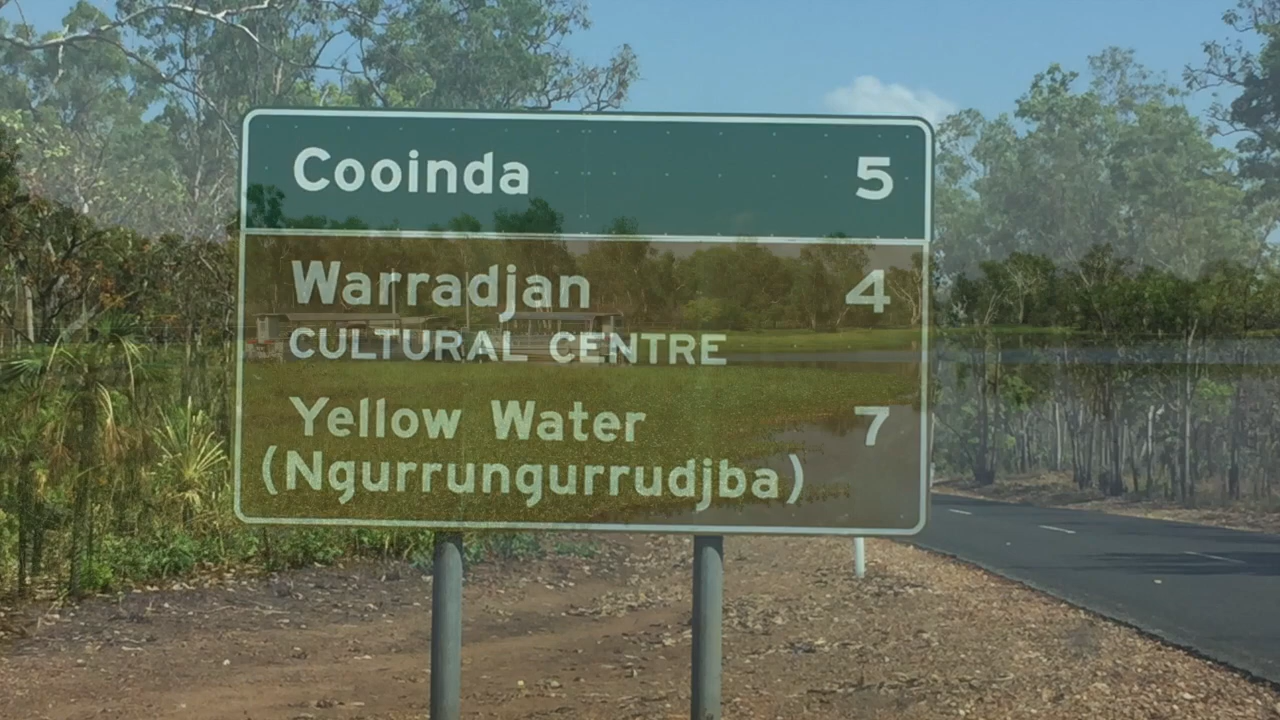 Cooinda 5
Warradjan 4
CULTURAL CENTRE
Yellow Water 7
(Ngurrungurrudjba)